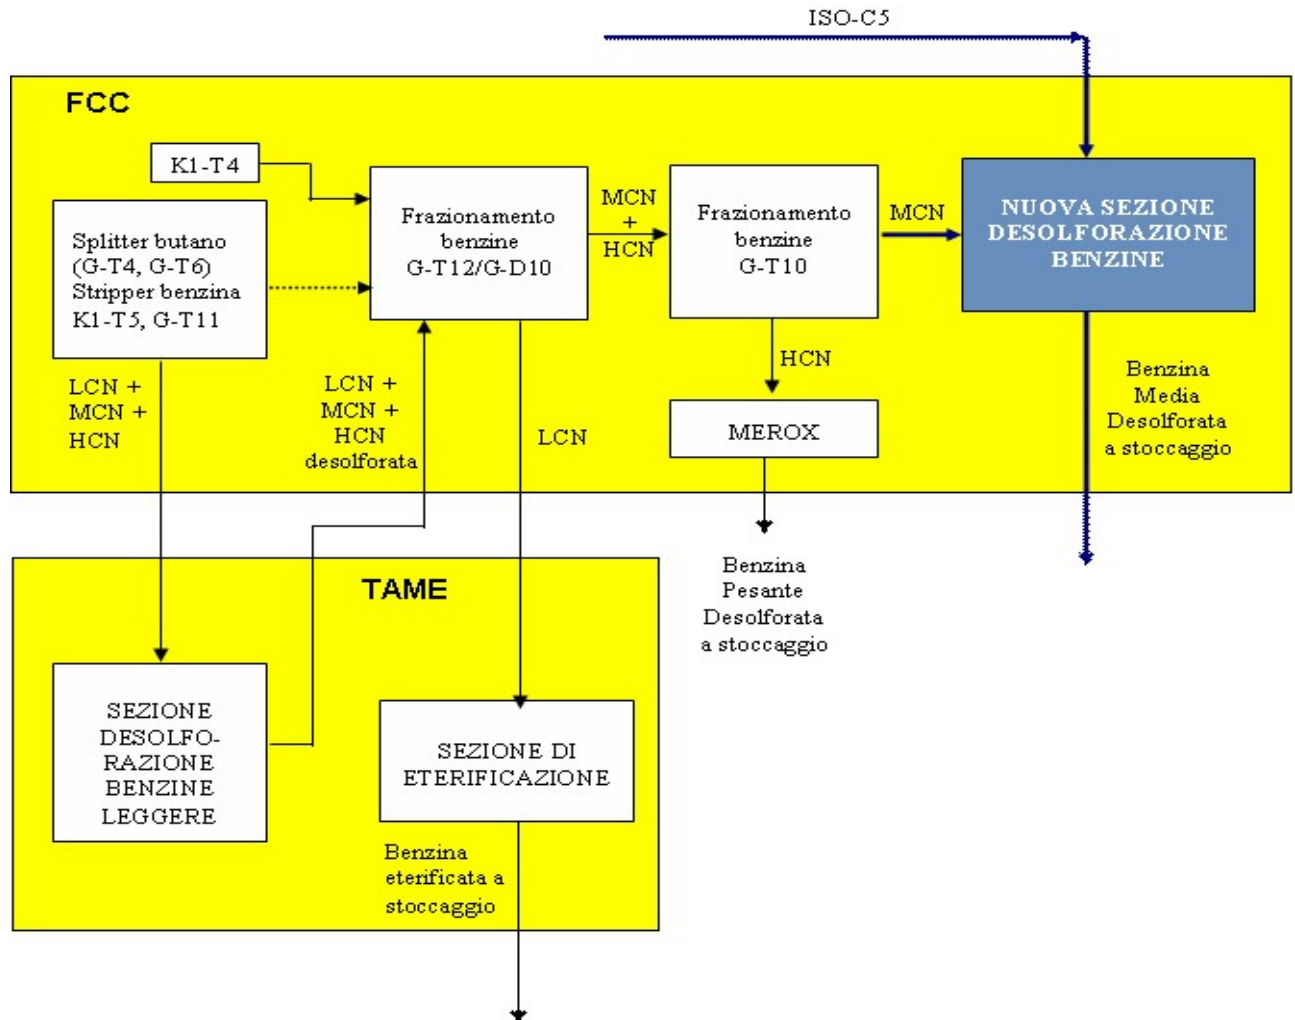 ISO-C5
FCC
K1-T4
Splitter butano
(G-T4, G-T6)
Stripper benzina
K1-T5, G-T11
Frazionamento
benzine
G-T12/G-D10
MCN
+
HCN
Frazionamento
benzine
G-T10
MCN
NUOVA SEZIONE
DESOLFORAZIONE
BENZINE
LCN +
MCN +
HCN
LCN +
MCN +
HCN
desolforata
LCN
HCN
MEROX
Benzina
Media
Desolforata
a stoccaggio
Benzina
Pesante
Desolforata
a stoccaggio
TAME
SEZIONE
DESOLFO-
RAZIONE
BENZINE
LEGGERE
SEZIONE DI
ETERIFICAZIONE
Benzina
eterificata a
stoccaggio